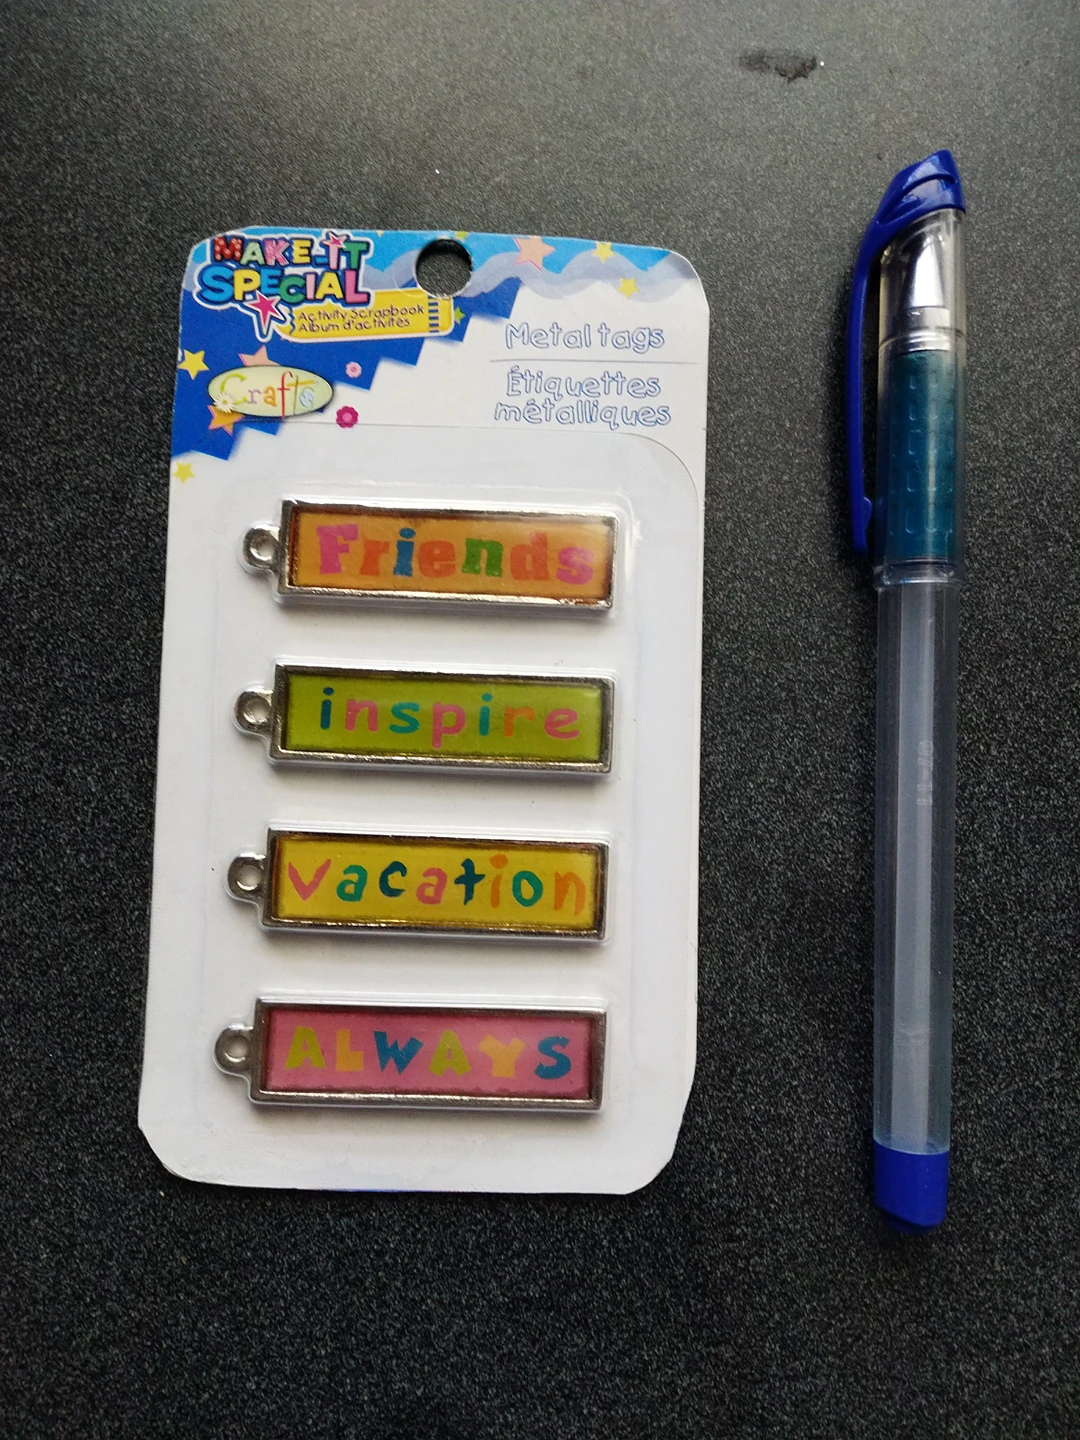 MAKE-IT
SPECIAL
Activity Scrapbook
Album d'activités
Crafts
Metal tags
Étiquettes
métalliques
Friends
inspire
vacation
ALWAYS